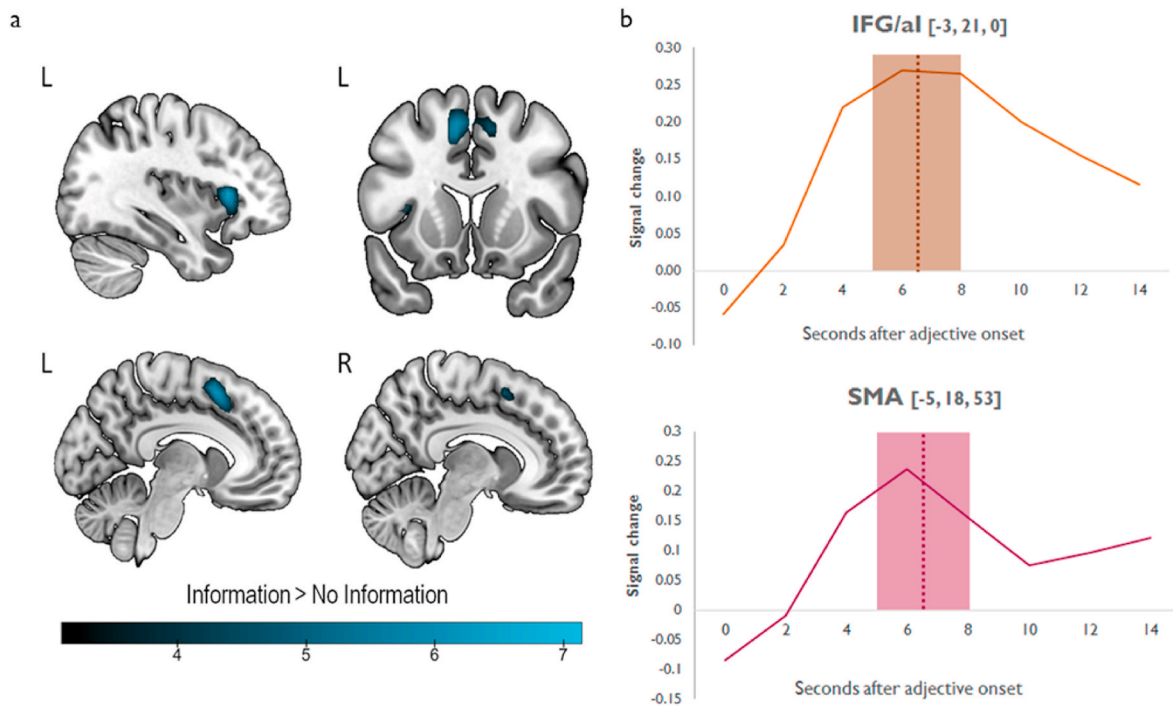 a
L
L
L
R
Information > No Information
4 5 6 7
b
IFG/aI [-3, 21, 0]
0.30
0.25
0.20
0.15
0.10
0.05
0.00
-0.05
-0.10
Signal change
0 2 4 6 8 10 12 14
Seconds after adjective onset
SMA [-5, 18, 53]
0.3
0.25
0.2
0.15
0.1
0.05
0
-0.05
-0.1
-0.15
Signal change
0 2 4 6 8 10 12 14
Seconds after adjective onset